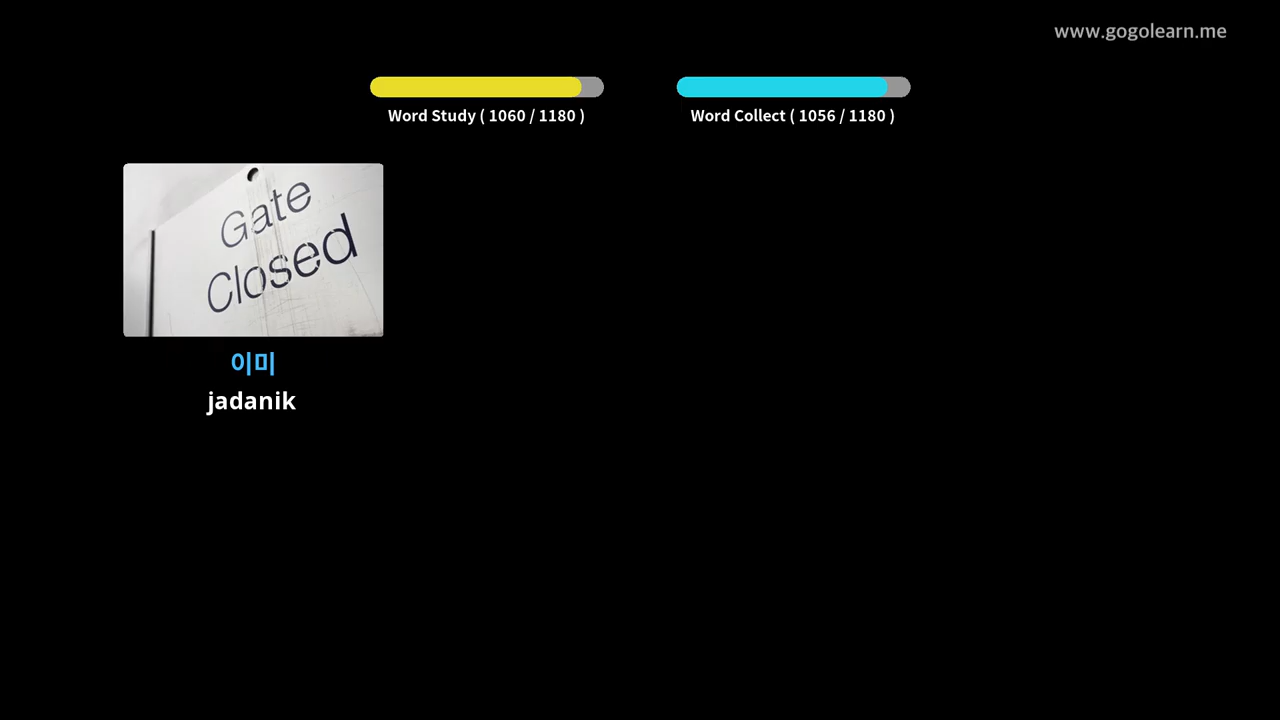 www.gogolearn.me
Word Study ( 1060 / 1180 )
Word Collect ( 1056 / 1180 )
Gate
Closed
이미
jadanik